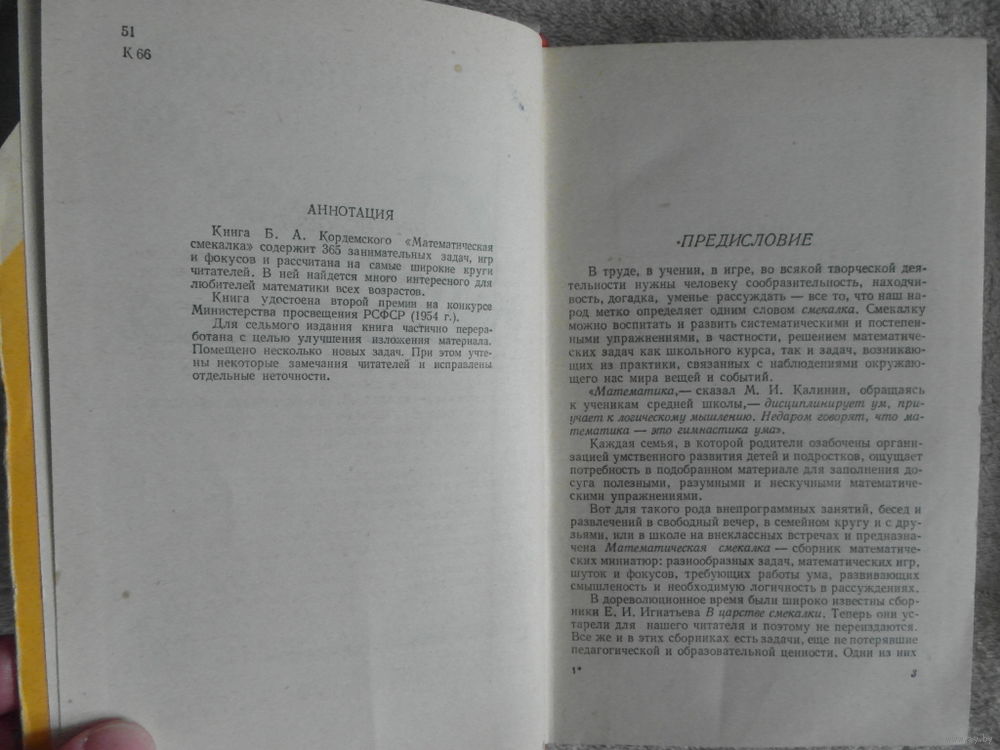 51
К 66
АННОТАЦИЯ
Книга Б. А. Кордемского «Математическая
смекалка» содержит 365 занимательных задач, игр
и фокусов и рассчитана на самые широкие круги
читателей. В ней найдется много интересного для
любителей математики всех возрастов.
Книга удостоена второй премии на конкурсе
Министерства просвещения РСФСР (1954 г.).
Для седьмого издания книга частично перера-
ботана с целью улучшения изложения материала.
Помещено несколько новых задач. При этом учте-
ны некоторые замечания читателей и исправлены
отдельные неточности.
ПРЕДИСЛОВИЕ
В труде, в учении, в игре, во всякой творческой дея-
тельности нужны человеку сообразительность, находчи-
вость, догадка, уменье рассуждать — все то, что наш на-
род метко определяет одним словом смекалка. Смекалку
можно воспитать и развить систематическими и постепен-
ными упражнениями, в частности, решением математиче-
ских задач как школьного курса, так и задач, возникаю-
щих из практики, связанных с наблюдениями окружаю-
щего нас мира вещей и событий.
«Математика,— сказал М. И. Калинин, обращаясь
к ученикам средней школы,— дисциплинирует ум, при-
учает к логическому мышлению. Недаром говорят, что ма-
тематика — это гимнастика ума».
Каждая семья, в которой родители озабочены органи-
зацией умственного развития детей и подростков, ощущает
потребность в подобранном материале для заполнения до-
суга полезными, разумными и нескучными математиче-
скими упражнениями.
Вот для такого рода внепрограммных занятий, бесед и
развлечений в свободный вечер, в семейном кругу и с дру-
зьями, или в школе на внеклассных встречах и предназна-
чена Математическая смекалка — сборник математиче-
ских миниатюр: разнообразных задач, математических игр,
шуток и фокусов, требующих работы ума, развивающих
смышленость и необходимую логичность в рассуждениях.
В дореволюционное время были широко известны сбор-
ники Е. И. Игнатьева В царстве смекалки. Теперь они ус-
тарели для нашего читателя и поэтому не переиздаются.
Все же и в этих сборниках есть задачи, еще не потерявшие
педагогической и образовательной ценности. Одни из них
1*
3